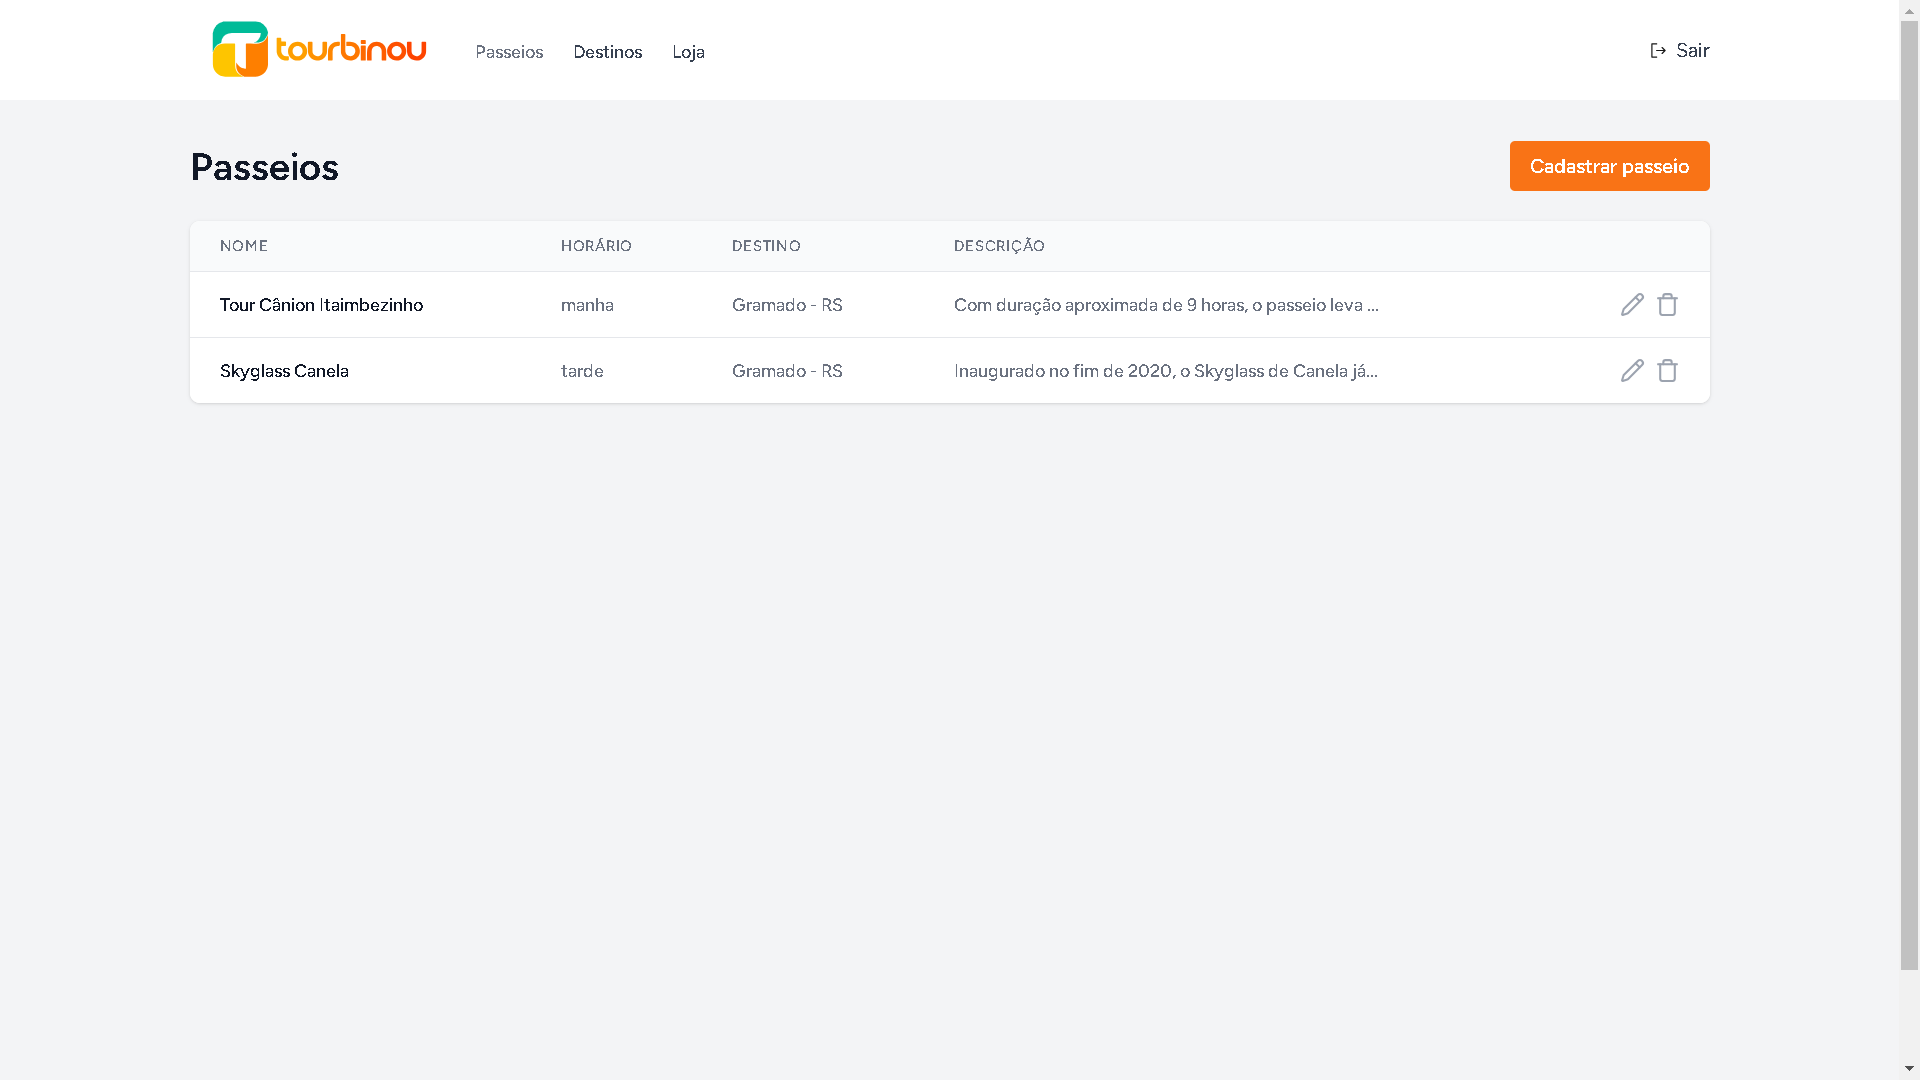 tourbinou
Passeios Destinos Loja
Sair
Passeios
Cadastrar passeio
NOME HORÁRIO DESTINO DESCRIÇÃO
Tour Cânion Itaimbezinho manha Gramado - RS Com duração aproximada de 9 horas, o passeio leva ...
Skyglass Canela tarde Gramado - RS Inaugurado no fim de 2020, o Skyglass de Canela já...